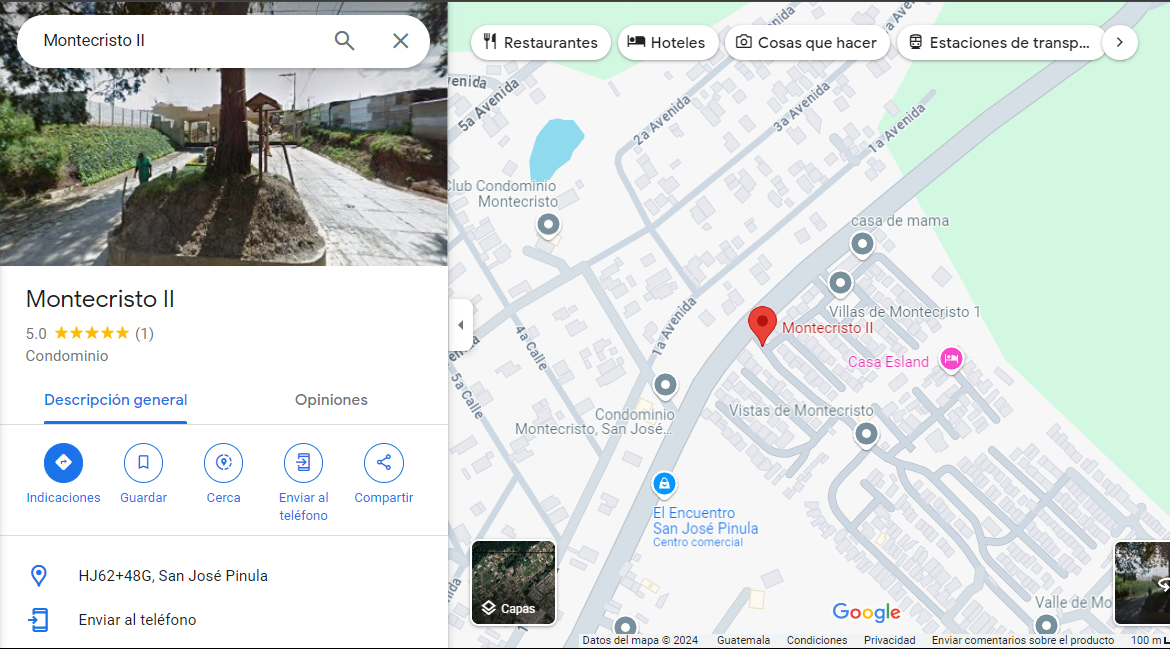 Montecristo II
Restaurantes
Hoteles
Cosas que hacer
Estaciones de transp...
Montecristo II
5.0 (1)
Condominio
Descripción general
Opiniones
Indicaciones
Guardar
Cerca
Enviar al
teléfono
Compartir
HJ62+48G, San José Pinula
Enviar al teléfono
5a Avenida
2a Avenida
3a Avenida
1a Avenida
Club Condominio
Montecristo
casa de mama
Villas de Montecristo 1
Montecristo II
Casa Esland
1a Avenida
4a Calle
5a Calle
Condominio
Montecristo, San José...
Vistas de Montecristo
El Encuentro
San José Pinula
Centro comercial
Capas
Google
Valle de Mo
Datos del mapa © 2024
Guatemala
Condiciones
Privacidad
Enviar comentarios sobre el producto
100 m